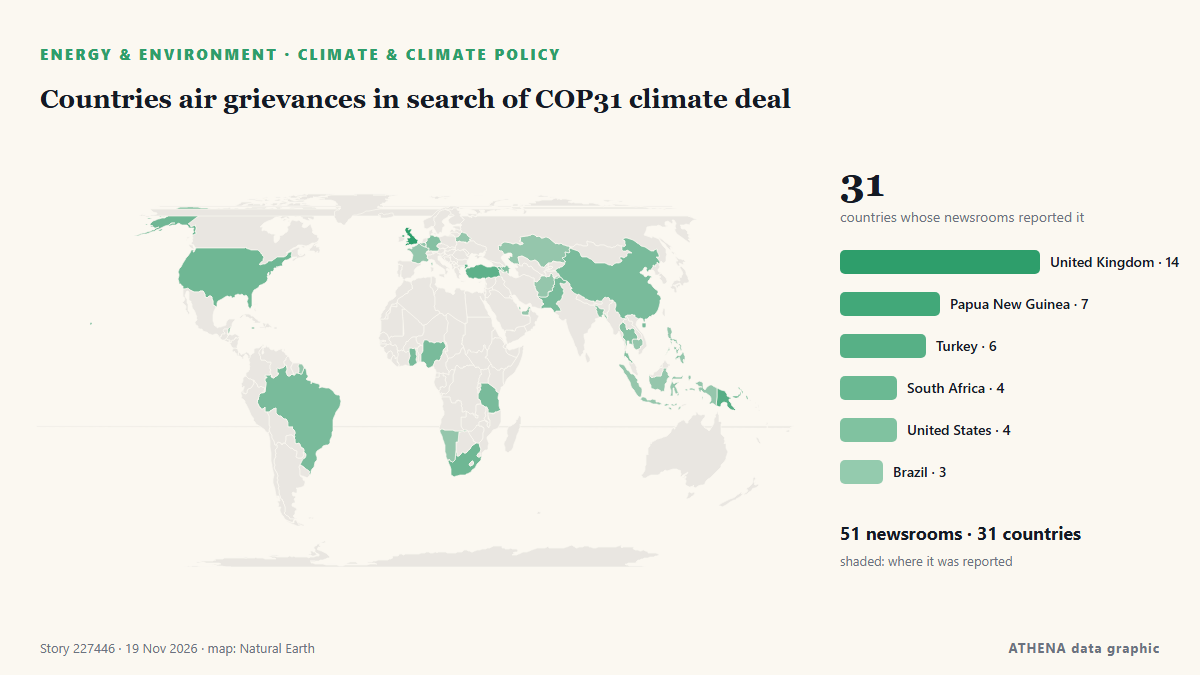 ENERGY & ENVIRONMENT · CLIMATE & CLIMATE POLICY
Countries air grievances in search of COP31 climate deal
31
countries whose newsrooms reported it
United Kingdom · 14
Papua New Guinea · 7
Turkey · 6
South Africa · 4
United States · 4
Brazil · 3
51 newsrooms · 31 countries
shaded: where it was reported
Story 227446 · 19 Nov 2026 · map: Natural Earth
ATHENA data graphic